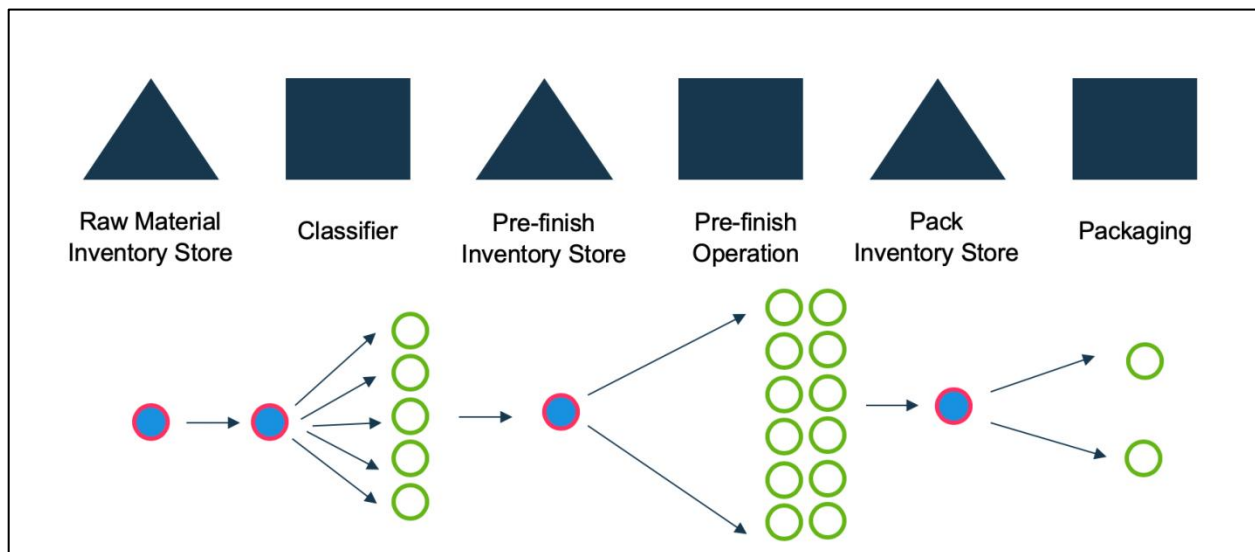 Raw Material
Inventory Store
Classifier
Pre-finish
Inventory Store
Pre-finish
Operation
Pack
Inventory Store
Packaging